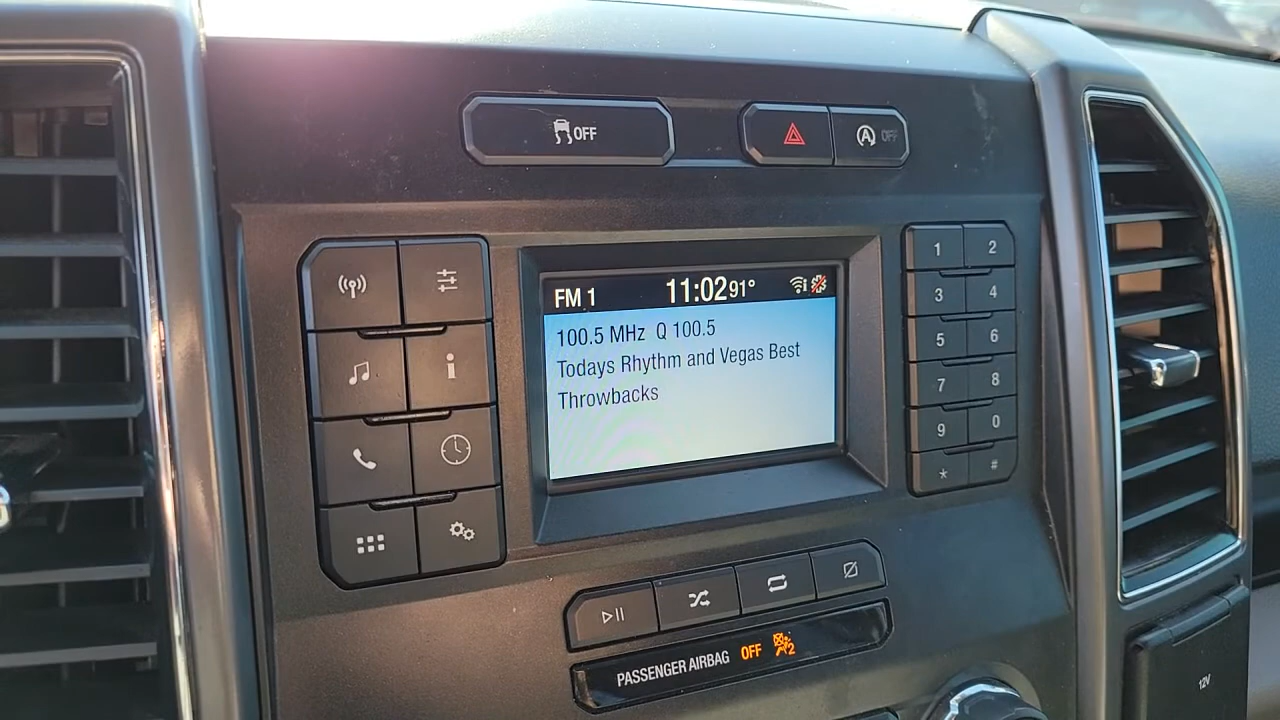 OFF
OFF
FM 1 11:02 91°
100.5 MHz Q 100.5
Todays Rhythm and Vegas Best
Throwbacks
1 2
3 4
5 6
7 8
9 0
* #
PASSENGER AIRBAG OFF 2
12V